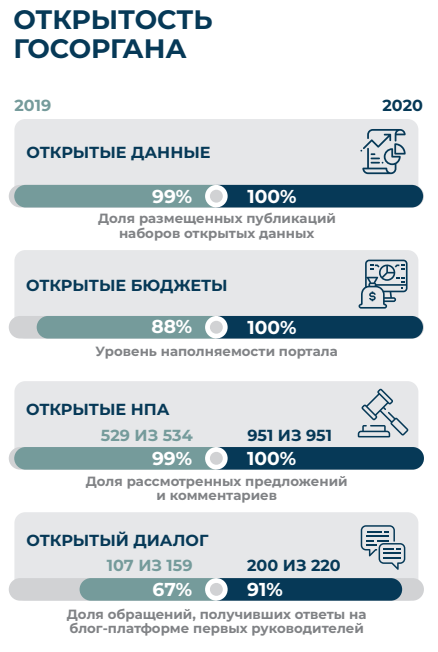 ОТКРЫТОСТЬ
ГОСОРГАНА
2019 2020
ОТКРЫТЫЕ ДАННЫЕ
99% 100%
Доля размещенных публикаций
наборов открытых данных
ОТКРЫТЫЕ БЮДЖЕТЫ
$
88% 100%
Уровень наполняемости портала
ОТКРЫТЫЕ НПА
529 ИЗ 534 951 ИЗ 951
99% 100%
Доля рассмотренных предложений
и комментариев
ОТКРЫТЫЙ ДИАЛОГ
107 ИЗ 159 200 ИЗ 220
67% 91%
Доля обращений, получивших ответы на
блог-платформе первых руководителей